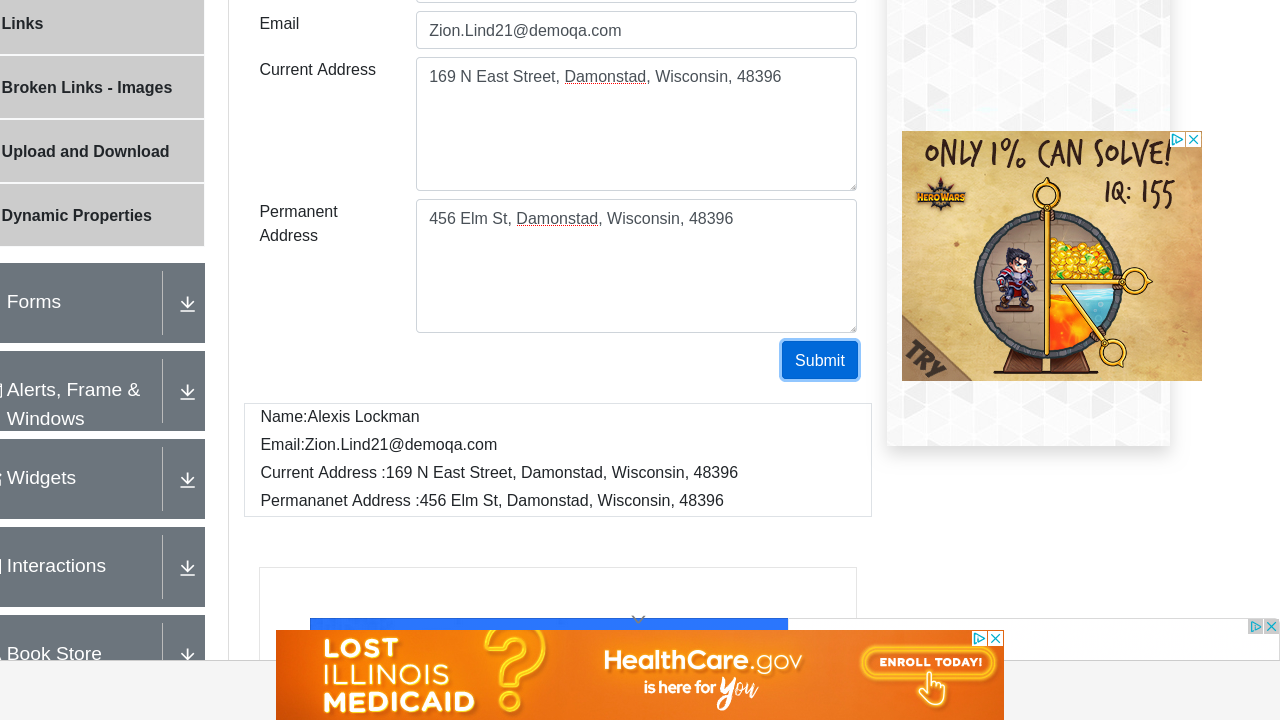 Links
Email
Zion.Lind21@demoqa.com
Current Address
169 N East Street, Damonstad, Wisconsin, 48396
Broken Links - Images
Upload and Download
Dynamic Properties
Permanent
Address
456 Elm St, Damonstad, Wisconsin, 48396
Submit
Forms
Alerts, Frame &
Windows
Widgets
Interactions
Book Store
Name:Alexis Lockman
Email:Zion.Lind21@demoqa.com
Current Address :169 N East Street, Damonstad, Wisconsin, 48396
Permananet Address :456 Elm St, Damonstad, Wisconsin, 48396
ONLY 1% CAN SOLVE!
HERO WARS
IQ: 155
TRY
LOST
ILLINOIS
MEDICAID
?
HealthCare.gov
is here for You
ENROLL TODAY!